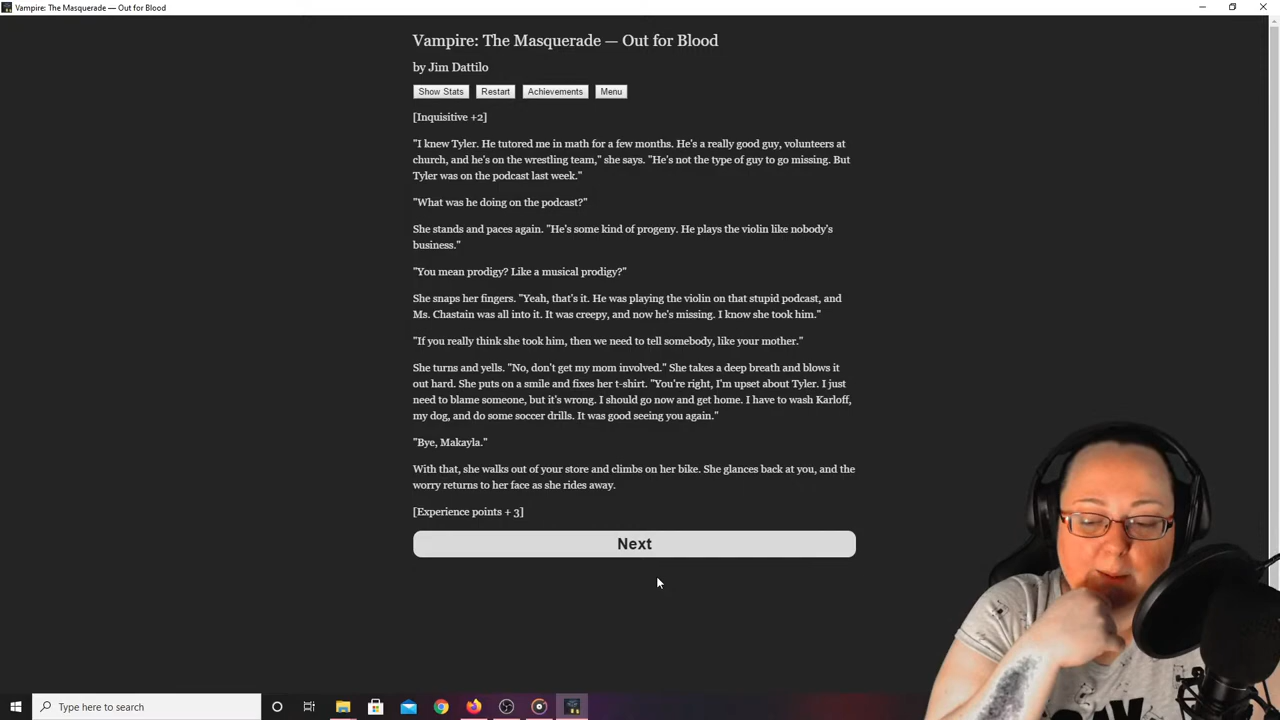 Vampire: The Masquerade — Out for Blood
Vampire: The Masquerade — Out for Blood
by Jim Dattilo
Show Stats Restart Achievements Menu
[Inquisitive +2]
"I knew Tyler. He tutored me in math for a few months. He's a really good guy, volunteers at
church, and he's on the wrestling team," she says. "He's not the type of guy to go missing. But
Tyler was on the podcast last week."
"What was he doing on the podcast?"
She stands and paces again. "He's some kind of progeny. He plays the violin like nobody's
business."
"You mean prodigy? Like a musical prodigy?"
She snaps her fingers. "Yeah, that's it. He was playing the violin on that stupid podcast, and
Ms. Chastain was all into it. It was creepy, and now he's missing. I know she took him."
"If you really think she took him, then we need to tell somebody, like your mother."
She turns and yells. "No, don't get my mom involved." She takes a deep breath and blows it
out hard. She puts on a smile and fixes her t-shirt. "You're right, I'm upset about Tyler. I just
need to blame someone, but it's wrong. I should go now and get home. I have to wash Karloff,
my dog, and do some soccer drills. It was good seeing you again."
"Bye, Makayla."
With that, she walks out of your store and climbs on her bike. She glances back at you, and the
worry returns to her face as she rides away.
[Experience points + 3]
Next
Type here to search